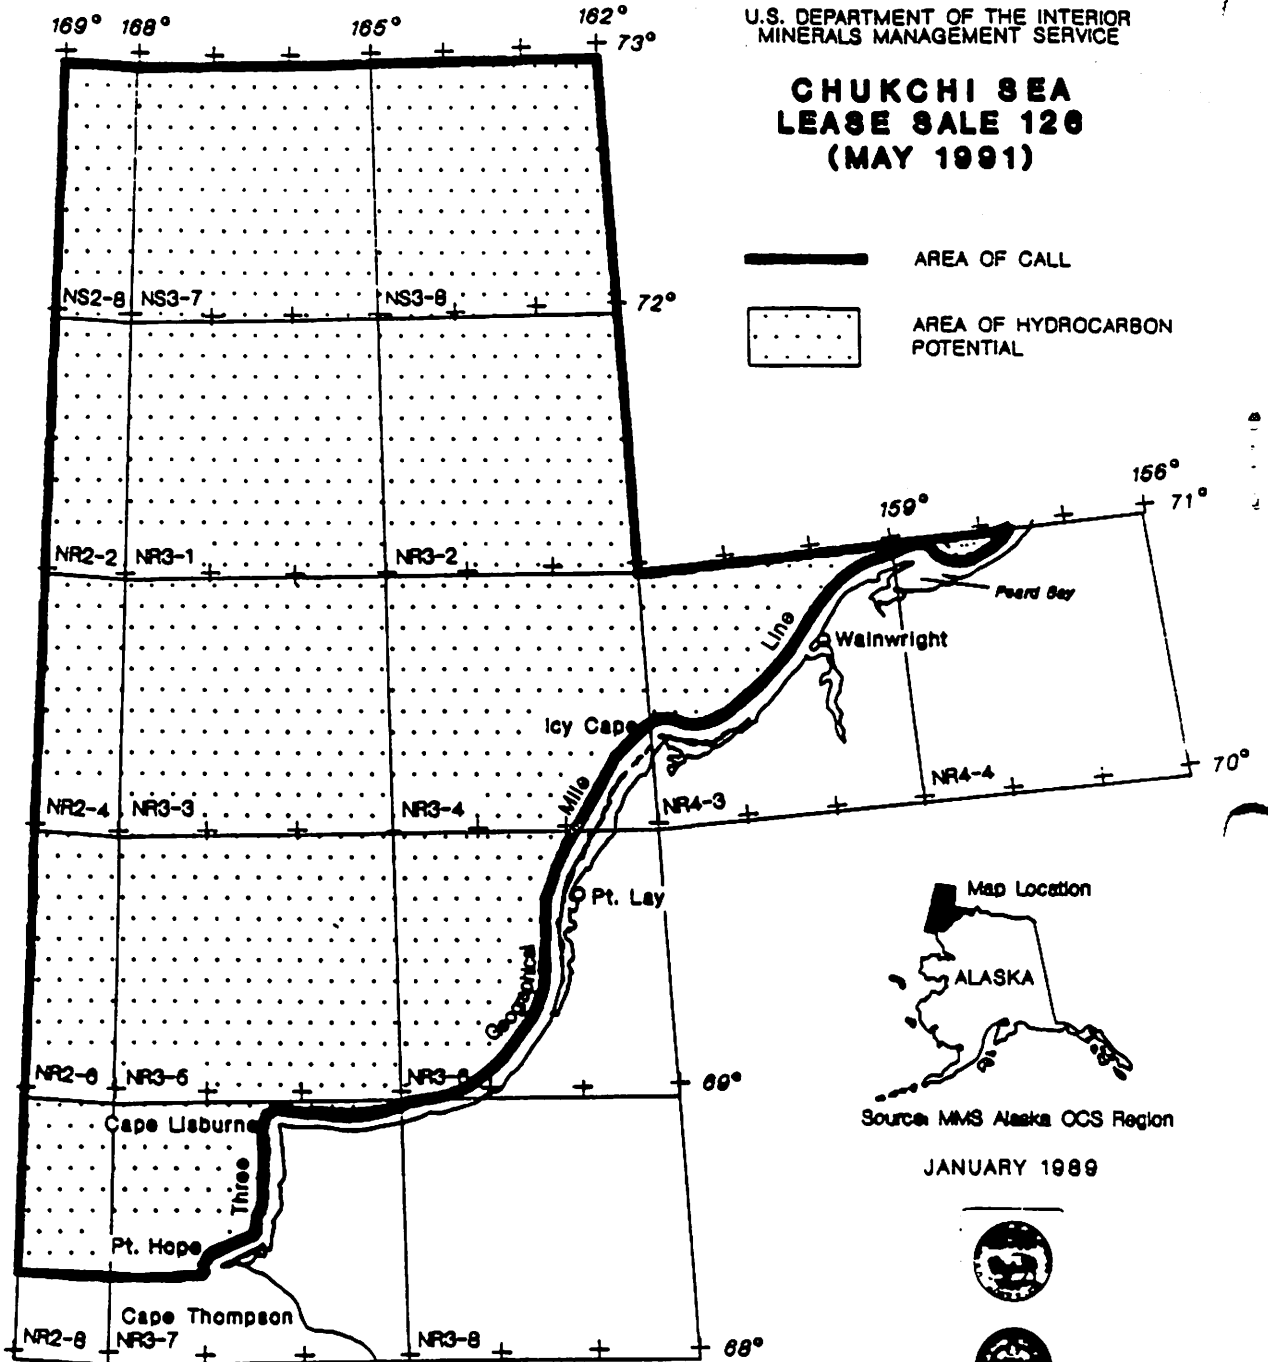 169° 168° 165° 162°
73°
U.S. DEPARTMENT OF THE INTERIOR
MINERALS MANAGEMENT SERVICE
CHUKCHI SEA
LEASE SALE 126
(MAY 1991)
AREA OF CALL
AREA OF HYDROCARBON
POTENTIAL
NS2-8 NS3-7 NS3-8 72°
156°
159° 71°
NR2-2 NR3-1 NR3-2
Peard Bay
Line
Wainwright
Icy Cape
Mile
NR4-4 70°
NR2-4 NR3-3 NR3-4 NR4-3
Pt. Lay
Map Location
ALASKA
Geographical
NR2-6 NR3-5 NR3-6 69°
Cape Lisburne
Source: MMS Alaska OCS Region
JANUARY 1989
Three
Pt. Hope
Cape Thompson
NR2-8 NR3-7 NR3-8 68°